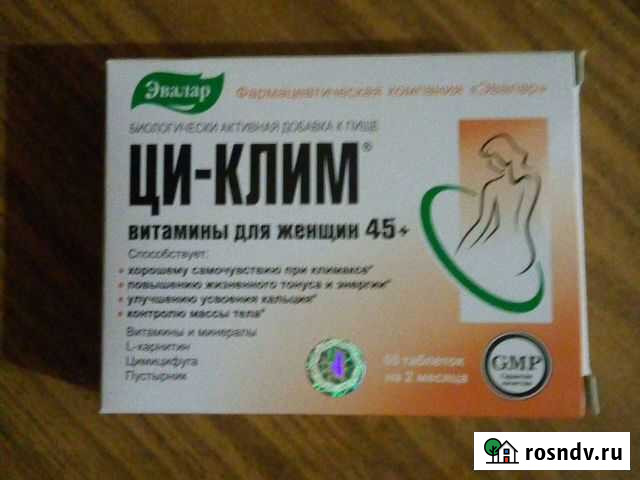 Эвалар
Фармацевтическая компания «Эвалар»
БИОЛОГИЧЕСКИ АКТИВНАЯ ДОБАВКА К ПИЩЕ
ЦИ-КЛИМ®
витамины для женщин 45+
Способствует:
• хорошему самочувствию при климаксе*
• повышению жизненного тонуса и энергии*
• улучшению усвоения кальция*
• контролю массы тела*
Витамины и минералы
L-карнитин
Цимицифуга
Пустырник
60 таблеток
на 2 месяца
GMP
rosndv.ru